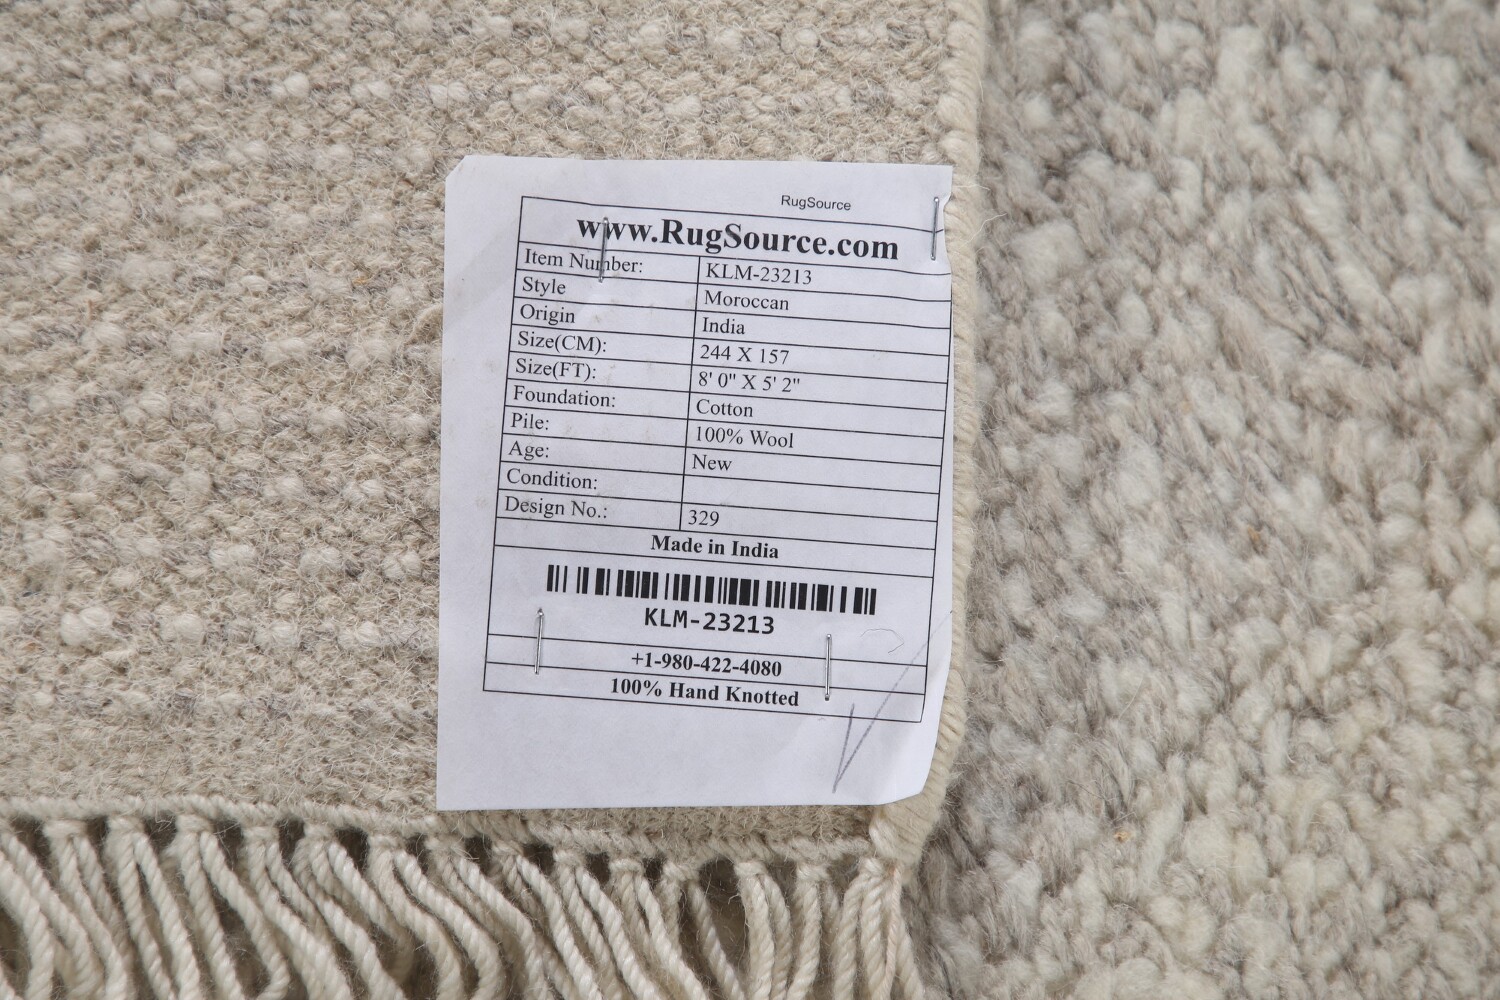 RugSource
www.RugSource.com
Item Number: KLM-23213
Style Moroccan
Origin India
Size(CM): 244 X 157
Size(FT): 8' 0" X 5' 2"
Foundation: Cotton
Pile: 100% Wool
Age: New
Condition:
Design No.: 329
Made in India
KLM-23213
+1-980-422-4080
100% Hand Knotted